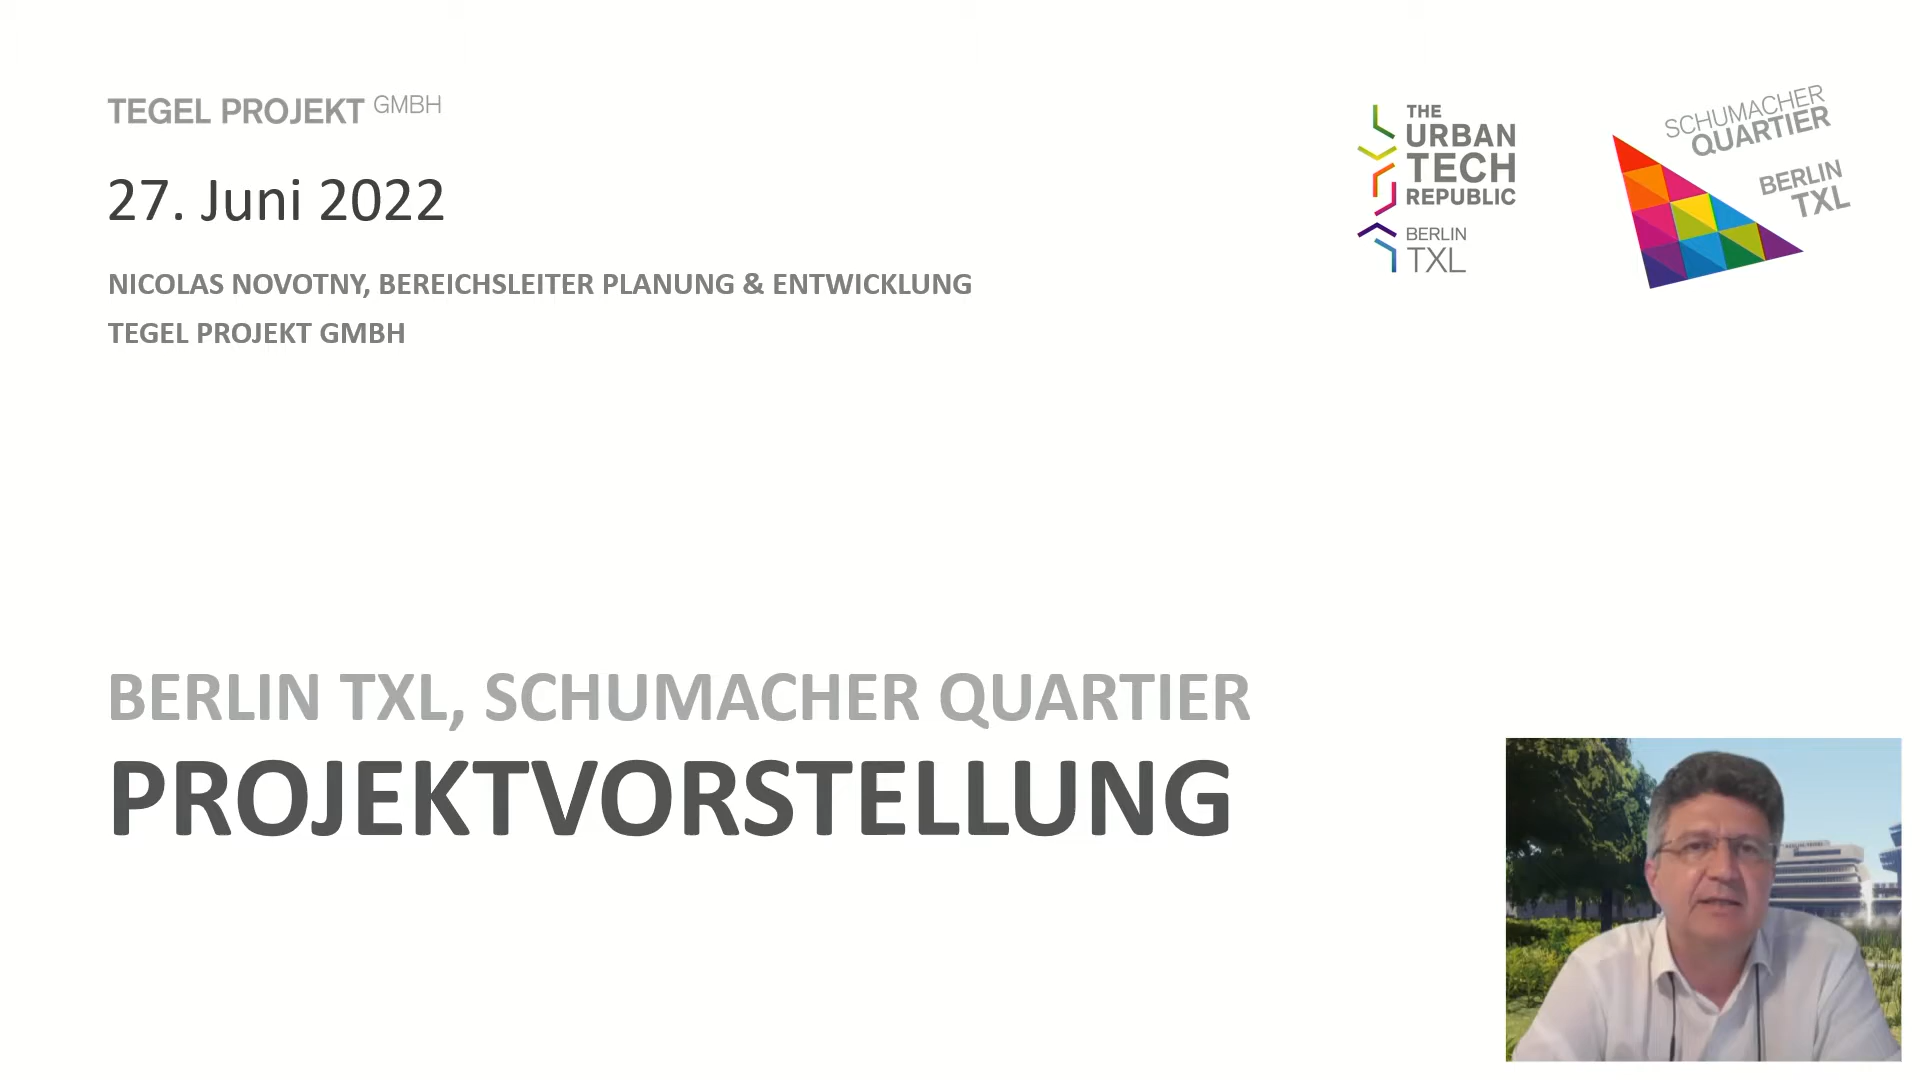 TEGEL PROJEKT GMBH
27. Juni 2022
NICOLAS NOVOTNY, BEREICHSLEITER PLANUNG & ENTWICKLUNG
TEGEL PROJEKT GMBH
THE
URBAN
TECH
REPUBLIC
BERLIN
TXL
SCHUMACHER
QUARTIER
BERLIN
TXL
BERLIN TXL, SCHUMACHER QUARTIER
PROJEKTVORSTELLUNG